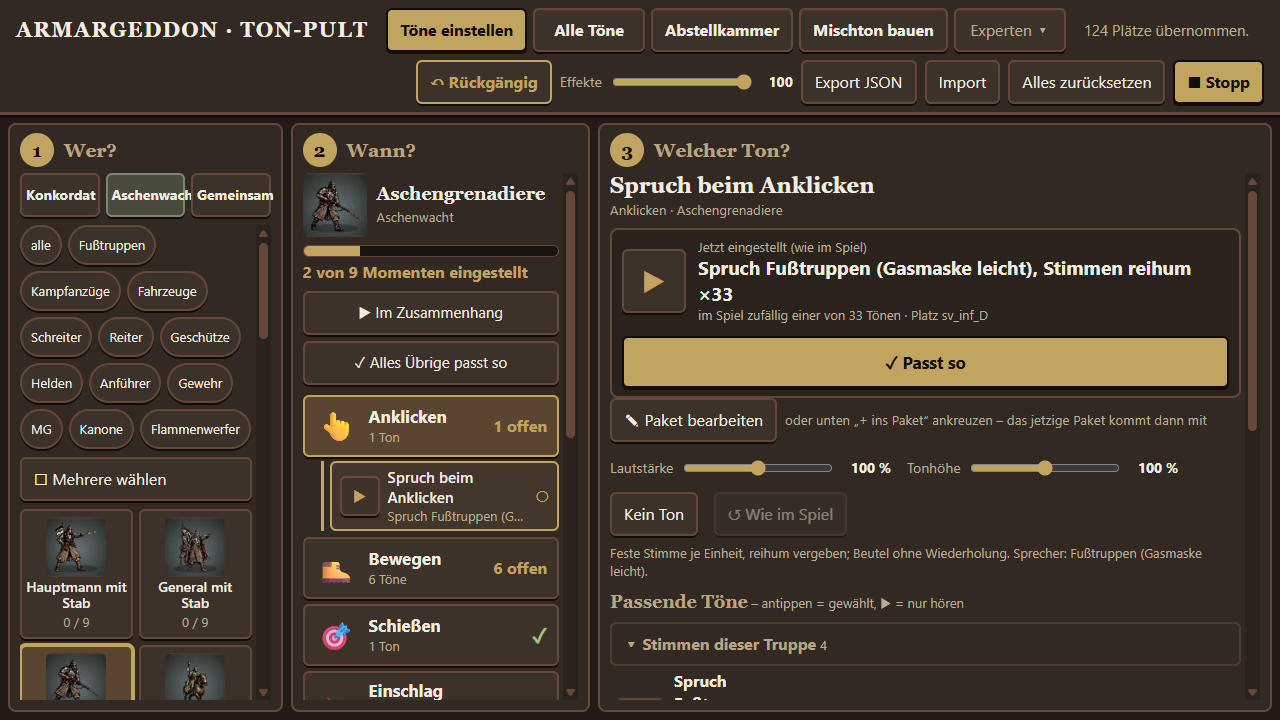 ARMARGEDDON · TON-PULT
Töne einstellen
Alle Töne
Abstellkammer
Mischton bauen
Experten ▾
124 Plätze übernommen.
↶ Rückgängig
Effekte
100
Export JSON
Import
Alles zurücksetzen
■ Stopp
1 Wer?
Konkordat
Aschenwach
Gemeinsam
alle
Fußtruppen
Kampfanzüge
Fahrzeuge
Schreiter
Reiter
Geschütze
Helden
Anführer
Gewehr
MG
Kanone
Flammenwerfer
☐ Mehrere wählen
Hauptmann mit
Stab
0 / 9
General mit
Stab
0 / 9
2 Wann?
Aschengrenadiere
Aschenwacht
2 von 9 Momenten eingestellt
▶ Im Zusammenhang
✓ Alles Übrige passt so
Anklicken
1 Ton
1 offen
Spruch beim
Anklicken
Spruch Fußtruppen (G...
Bewegen
6 Töne
6 offen
Schießen
1 Ton
✓
Einschlag
3 Welcher Ton?
Spruch beim Anklicken
Anklicken · Aschengrenadiere
Jetzt eingestellt (wie im Spiel)
Spruch Fußtruppen (Gasmaske leicht), Stimmen reihum
×33
im Spiel zufällig einer von 33 Tönen · Platz sv_inf_D
✓ Passt so
✎ Paket bearbeiten
oder unten „+ ins Paket“ ankreuzen – das jetzige Paket kommt dann mit
Lautstärke
100 %
Tonhöhe
100 %
Kein Ton
↺ Wie im Spiel
Feste Stimme je Einheit, reihum vergeben; Beutel ohne Wiederholung. Sprecher: Fußtruppen (Gasmaske
leicht).
Passende Töne – antippen = gewählt, ▶ = nur hören
▾ Stimmen dieser Truppe 4
Spruch